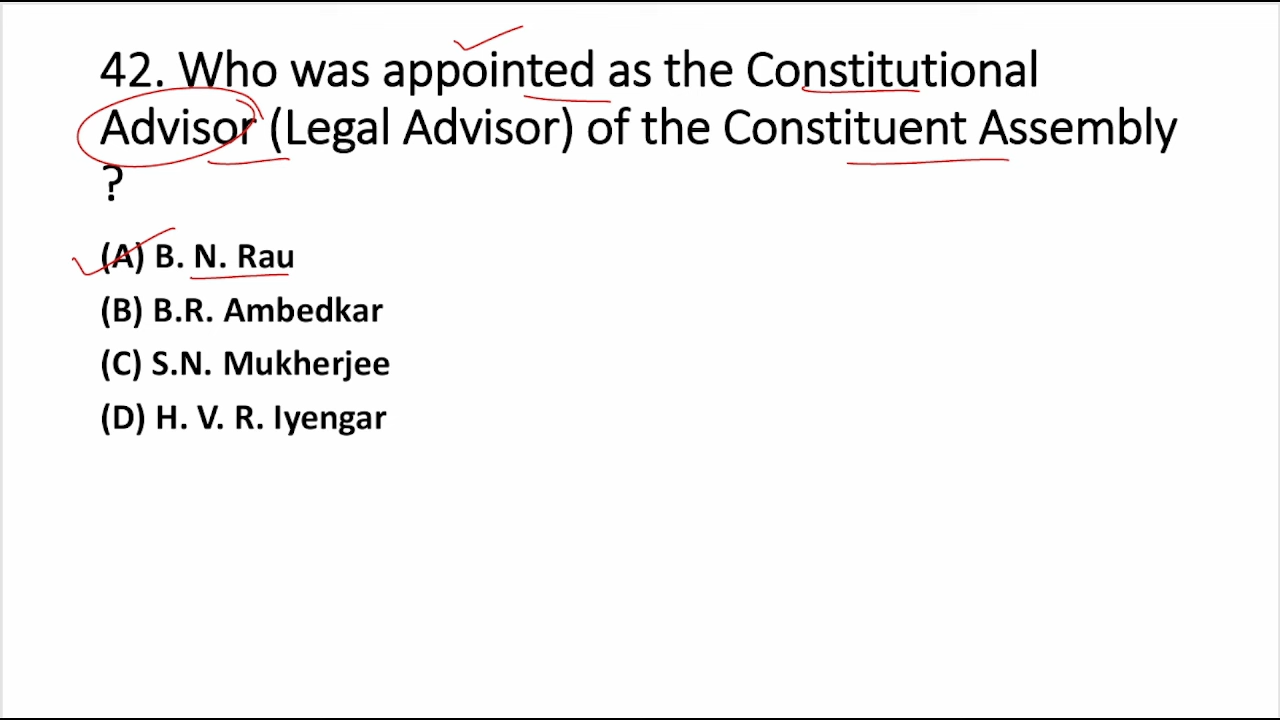 42. Who was appointed as the Constitutional
Advisor (Legal Advisor) of the Constituent Assembly
?
(A) B. N. Rau
(B) B.R. Ambedkar
(C) S.N. Mukherjee
(D) H. V. R. Iyengar